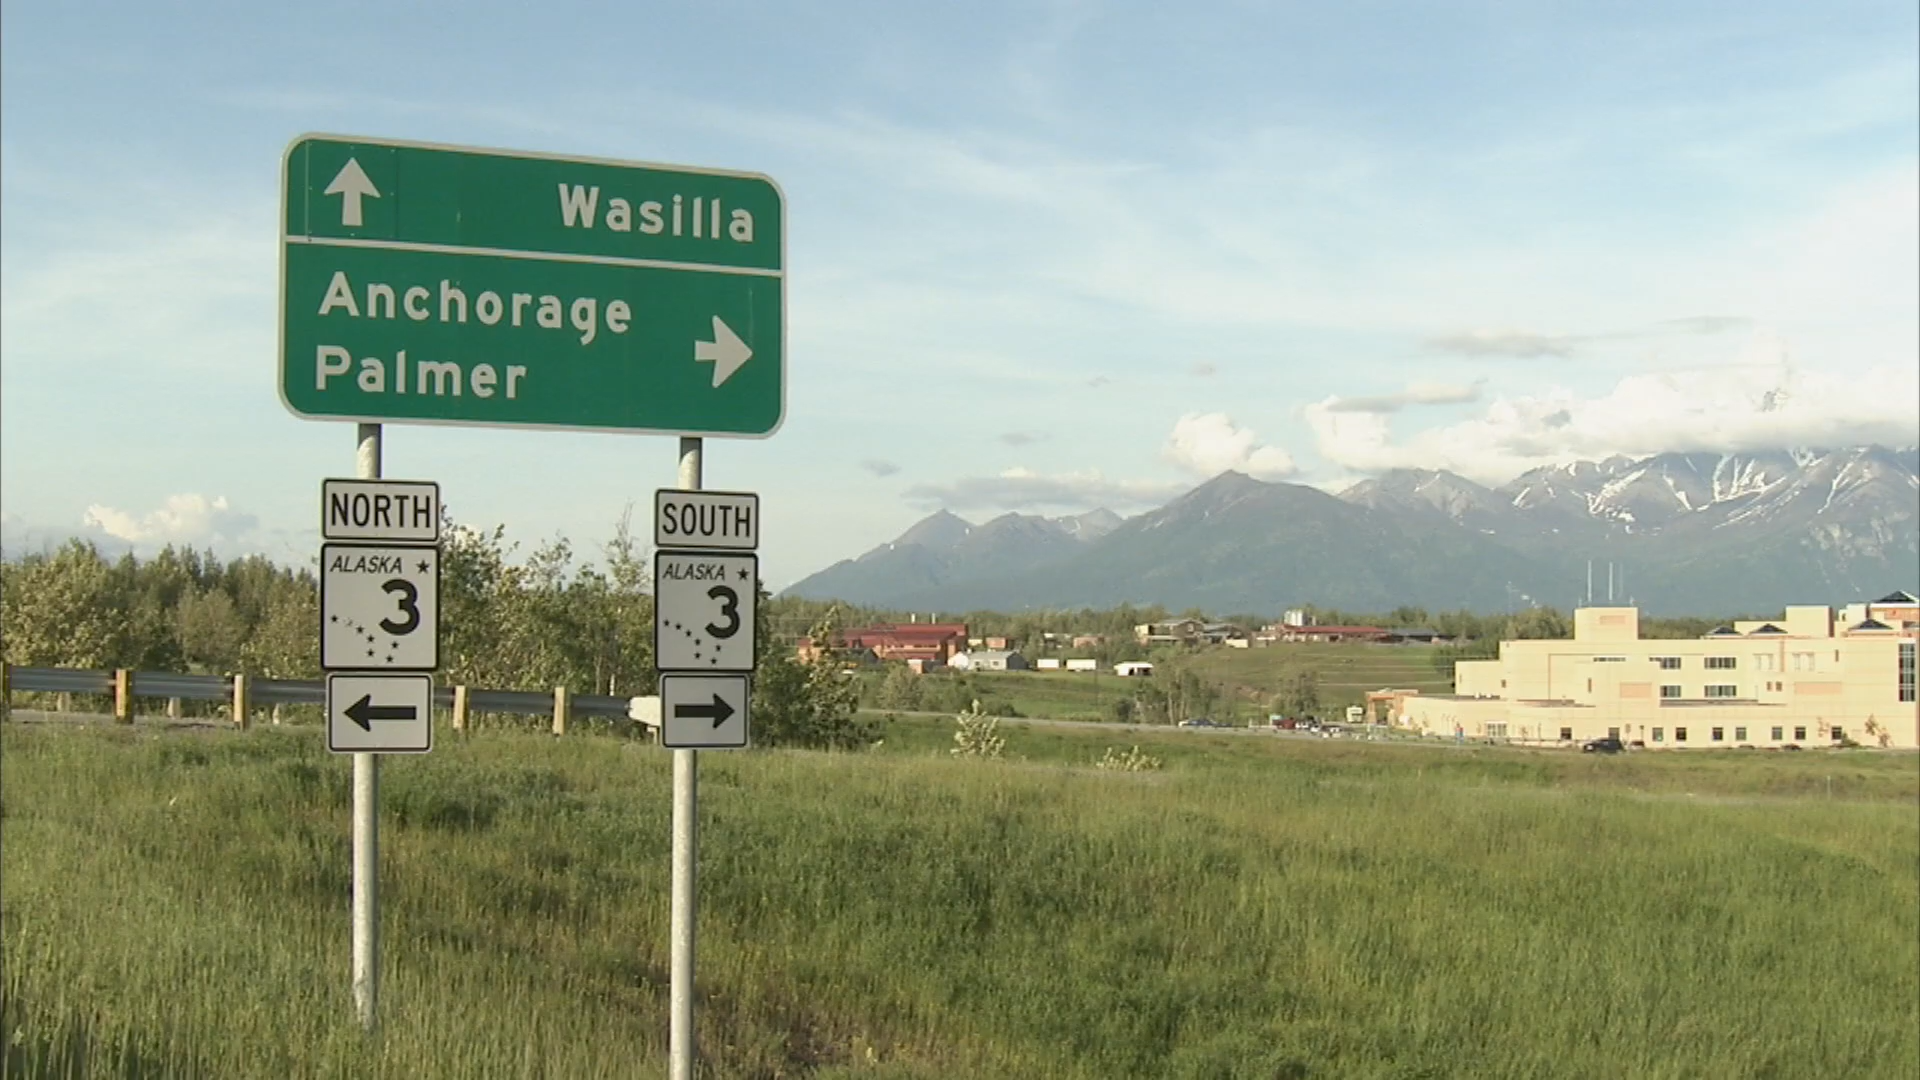 Wasilla
Anchorage
Palmer
NORTH
ALASKA
3
SOUTH
ALASKA
3